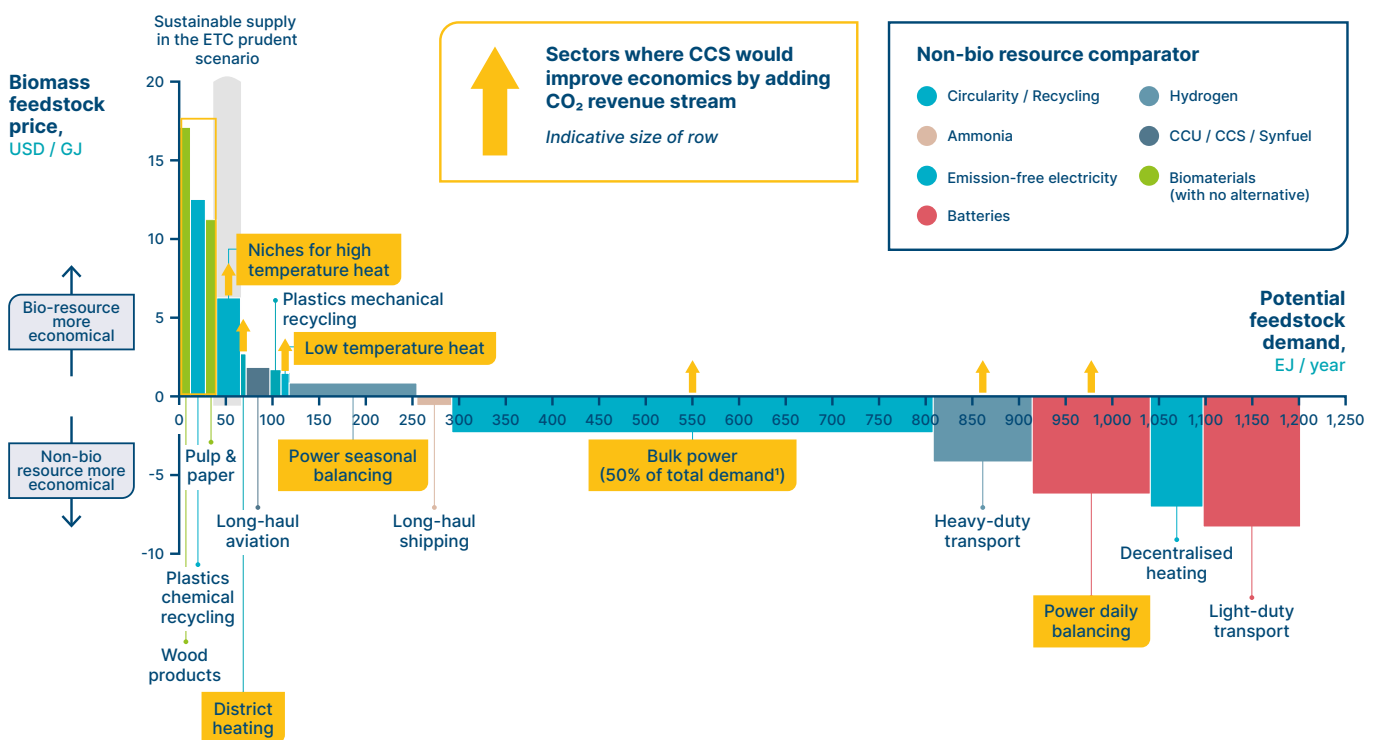 Sustainable supply
in the ETC prudent
scenario
Biomass
feedstock
price,
USD / GJ
20
15
10
5
0
-5
-10
Sectors where CCS would
improve economics by adding
CO₂ revenue stream
Indicative size of row
Non-bio resource comparator
Circularity / Recycling
Hydrogen
Ammonia
CCU / CCS / Synfuel
Emission-free electricity
Biomaterials
(with no alternative)
Batteries
Niches for high
temperature heat
Plastics mechanical
recycling
Low temperature heat
Bio-resource
more
economical
Non-bio
resource more
economical
Potential
feedstock
demand,
EJ / year
0 50 100 150 200 250 300 350 400 450 500 550 600 650 700 750 800 850 900 950 1,000 1,050 1,100 1,150 1,200 1,250
Pulp &
paper
Power seasonal
balancing
Bulk power
(50% of total demand¹)
Long-haul
aviation
Long-haul
shipping
Heavy-duty
transport
Decentralised
heating
Plastics
chemical
recycling
Power daily
balancing
Light-duty
transport
Wood
products
District
heating